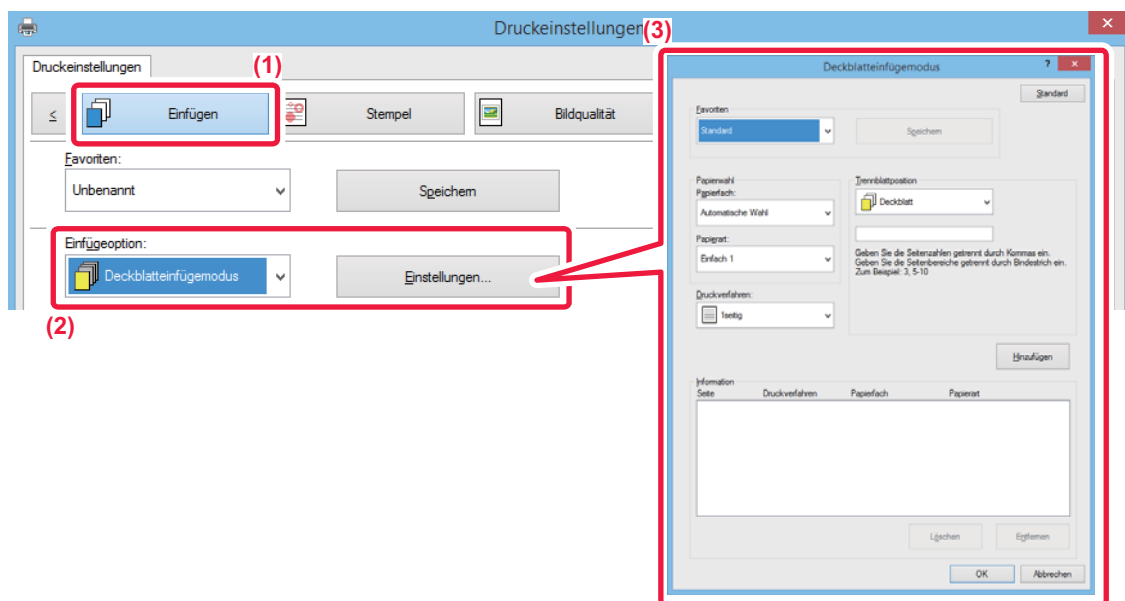 Druckeinstellungen
(3)
Druckeinstellungen
(1)
≤
Einfügen
Stempel
Bildqualität
Favoriten:
Unbenannt
Speichern
Einfügeoption:
Deckblatteinfügemodus
Einstellungen...
(2)
Deckblatteinfügemodus
?
×
Standard
Favoriten
Standard
Speichern
Papierwahl
Papierfach:
Automatische Wahl
Papierart:
Einfach 1
Druckverfahren:
1seitig
Trennblattposition
Deckblatt
Geben Sie die Seitenzahlen getrennt durch Kommas ein.
Geben Sie die Seitenbereiche getrennt durch Bindestrich ein.
Zum Beispiel: 3, 5-10
Hinzufügen
Information
Seite Druckverfahren Papierfach Papierart
Löschen
Entfernen
OK
Abbrechen